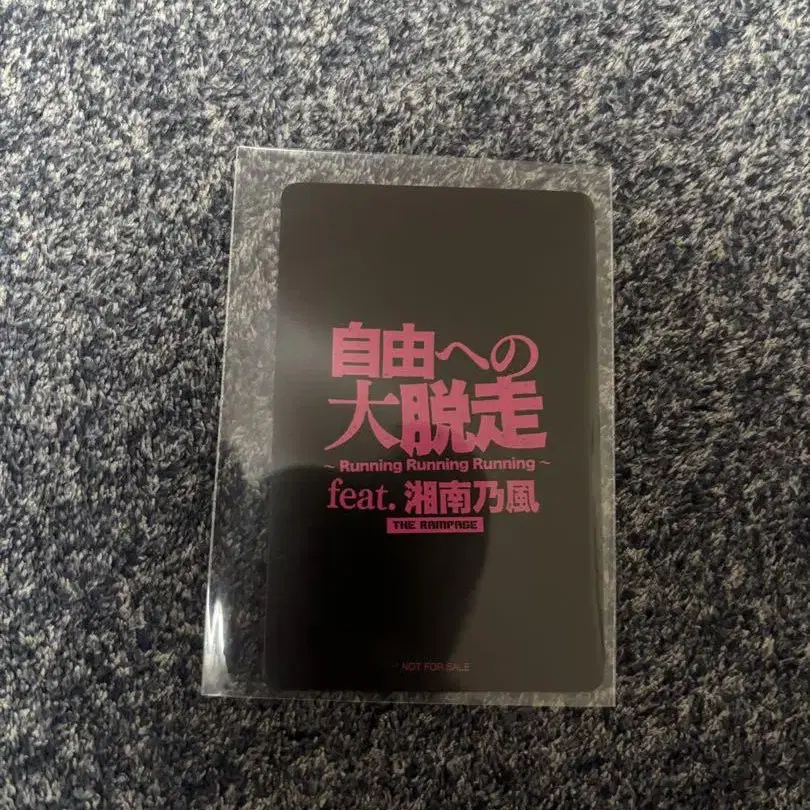 自由への
大脱走
~ Running Running Running ~
feat. 湘南乃風
THE RAMPAGE
NOT FOR SALE